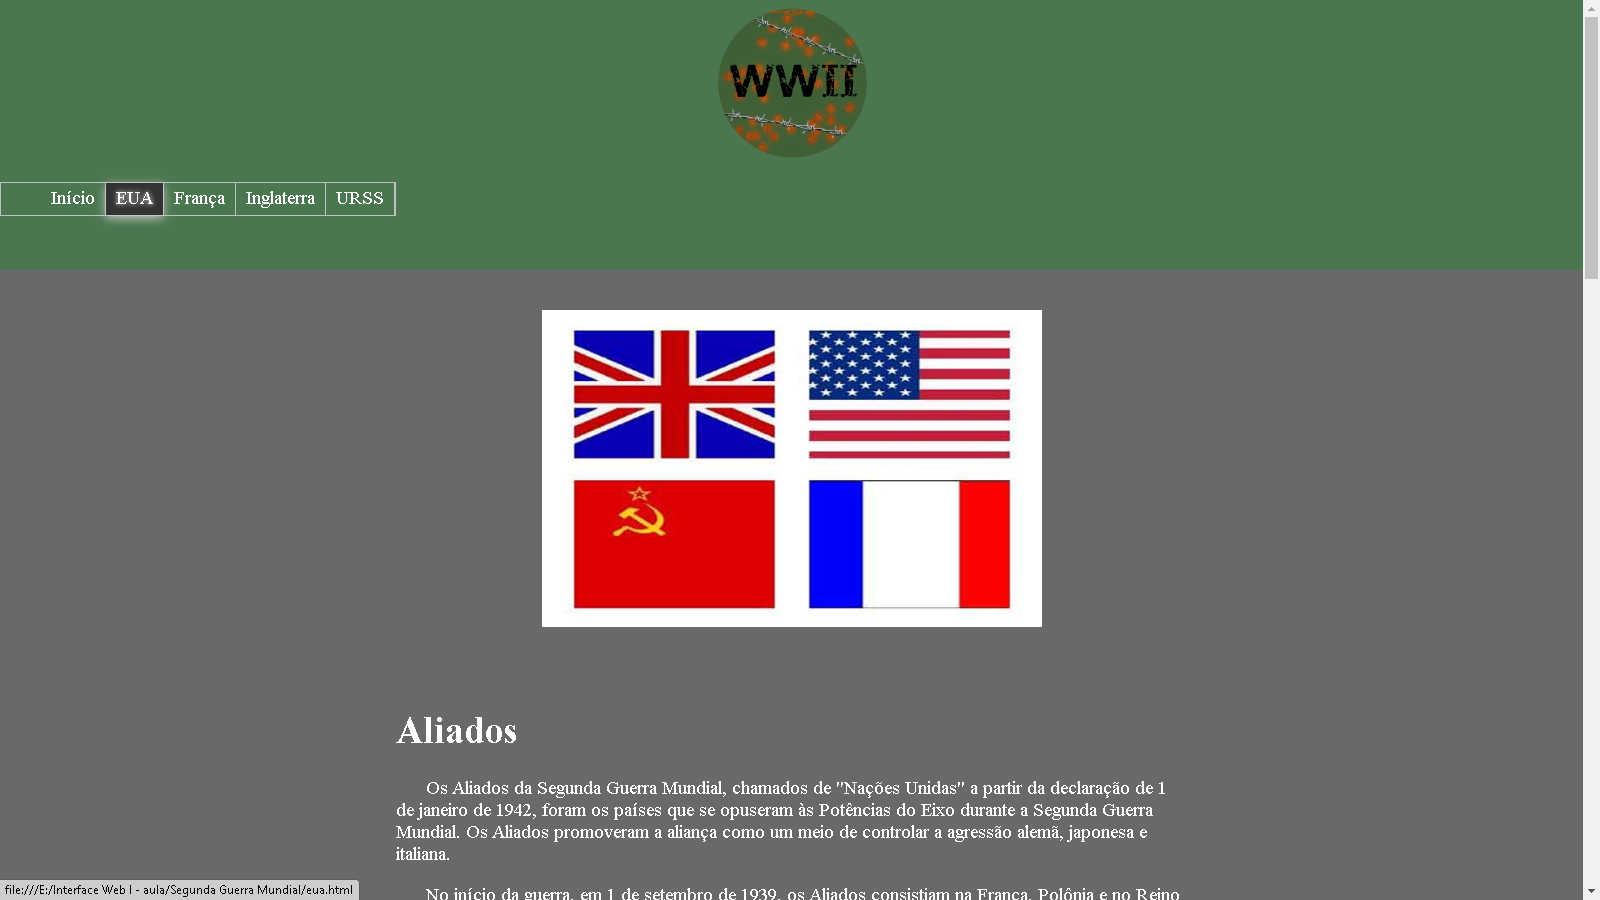 WWII
Início EUA França Inglaterra URSS
Aliados
Os Aliados da Segunda Guerra Mundial, chamados de "Nações Unidas" a partir da declaração de 1
de janeiro de 1942, foram os países que se opuseram às Potências do Eixo durante a Segunda Guerra
Mundial. Os Aliados promoveram a aliança como um meio de controlar a agressão alemã, japonesa e
italiana.
No início da guerra, em 1 de setembro de 1939, os Aliados consistiam na França, Polônia e no Reino
file:///E:/Interface Web I - aula/Segunda Guerra Mundial/eua.html